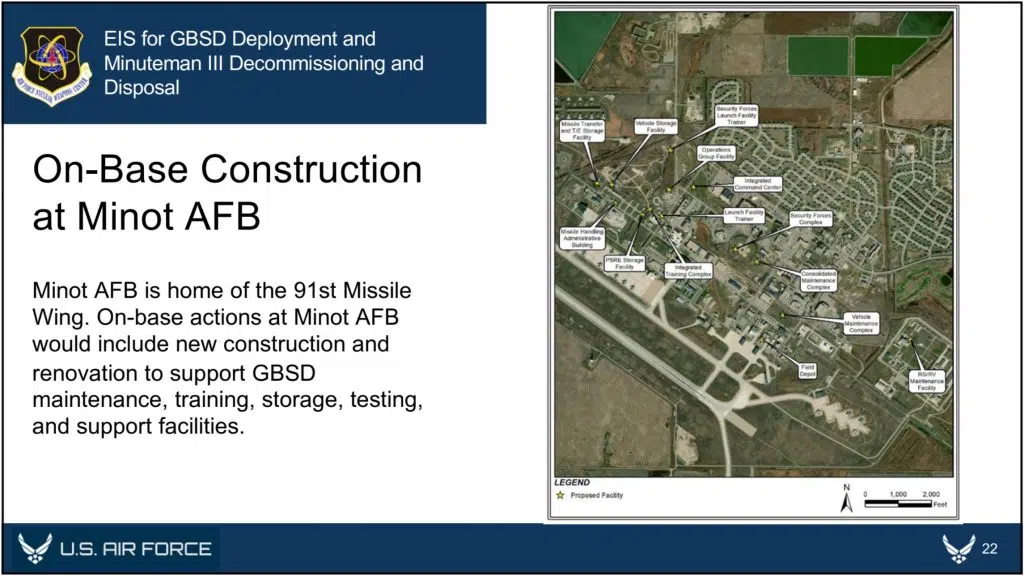 EIS for GBSD Deployment and
Minuteman III Decommissioning and
Disposal
AIR FORCE NUCLEAR WEAPONS CENTER
On-Base Construction
at Minot AFB
Minot AFB is home of the 91st Missile
Wing. On-base actions at Minot AFB
would include new construction and
renovation to support GBSD
maintenance, training, storage, testing,
and support facilities.
Security Forces
Launch Facility
Trainer
Missile Transfer
and T/E Storage
Facility
Vehicle Storage
Facility
Operations
Group Facility
Integrated
Command Center
Launch Facility
Trainer
Security Forces
Complex
Missile Handling
Administrative
Building
PSRE Storage
Facility
Integrated
Training Complex
Consolidated
Maintenance
Complex
Vehicle
Maintenance
Complex
Field
Depot
RS/RV
Maintenance
Facility
LEGEND
Proposed Facility
N
0 1,000 2,000
Feet
U.S. AIR FORCE
22